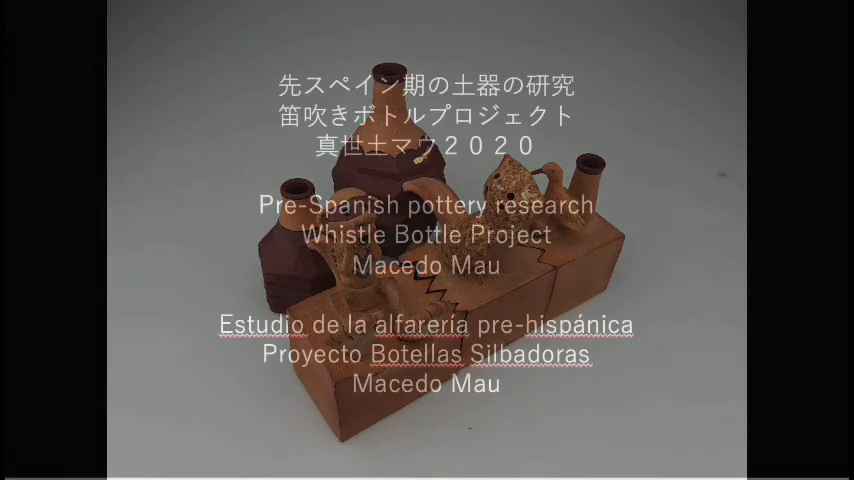 先スペイン期の土器の研究
笛吹きボトルプロジェクト
真世土マウ２０２０
Pre-Spanish pottery research
Whistle Bottle Project
Macedo Mau
Estudio de la alfarería pre-hispánica
Proyecto Botellas Silbadoras
Macedo Mau